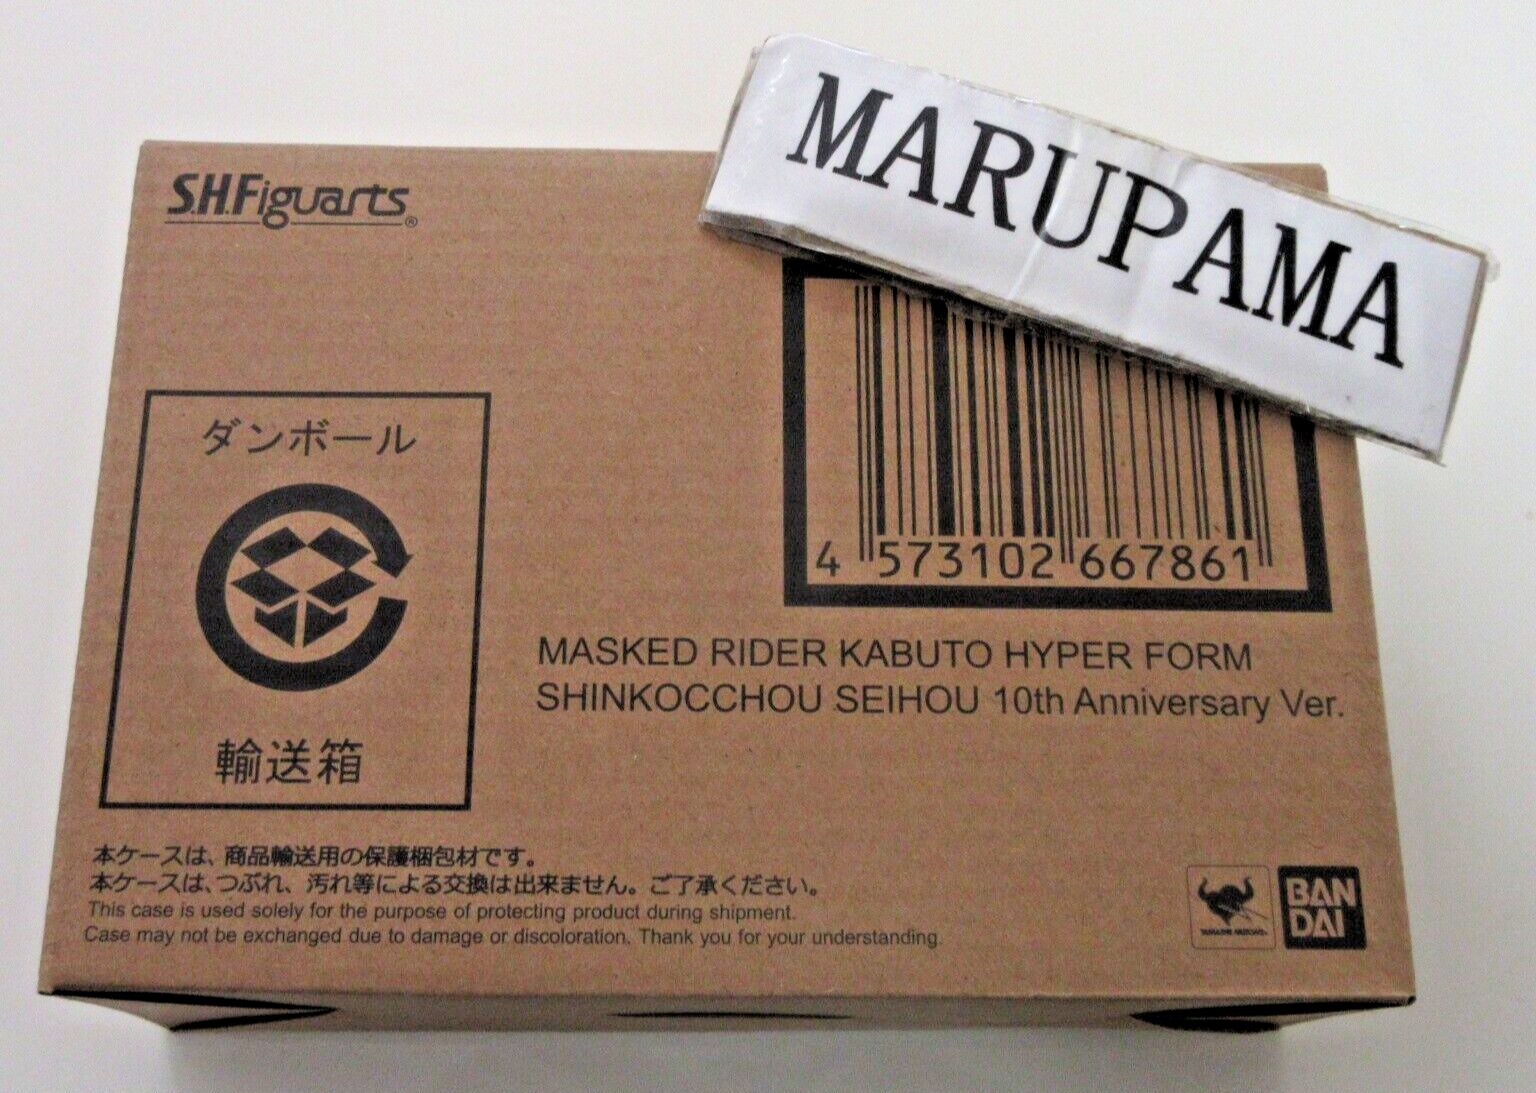 MARUPAMA
S.H.Figuarts®
ダンボール
輸送箱
4 573102 667861
MASKED RIDER KABUTO HYPER FORM
SHINKOCCHOU SEIHOU 10th Anniversary Ver.
本ケースは、商品輸送用の保護梱包材です。
本ケースは、つぶれ、汚れ等による交換は出来ません。ご了承ください。
This case is used solely for the purpose of protecting product during shipment.
Case may not be exchanged due to damage or discoloration. Thank you for your understanding.
TAMASHII NATIONS
BAN
DAI